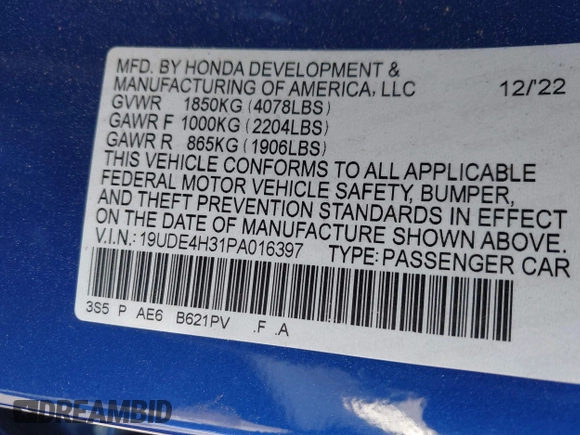 MFD. BY HONDA DEVELOPMENT &
MANUFACTURING OF AMERICA, LLC 12/'22
GVWR 1850KG (4078LBS)
GAWR F 1000KG (2204LBS)
GAWR R 865KG (1906LBS)
THIS VEHICLE CONFORMS TO ALL APPLICABLE
FEDERAL MOTOR VEHICLE SAFETY, BUMPER,
AND THEFT PREVENTION STANDARDS IN EFFECT
ON THE DATE OF MANUFACTURE SHOWN ABOVE.
V.I.N.: 19UDE4H31PA016397 TYPE: PASSENGER CAR
3S5 P AE6 B621PV .F .A
DREAMBID